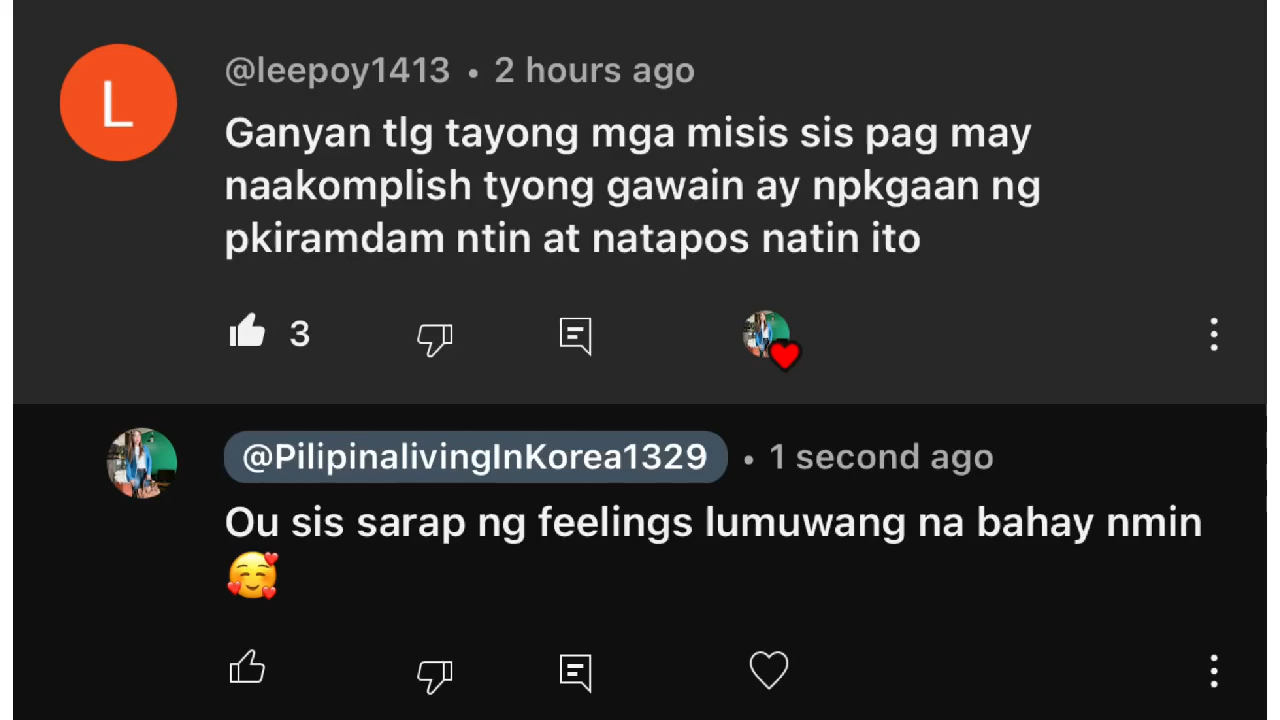 L
@leepoy1413 • 2 hours ago
Ganyan tlg tayong mga misis sis pag may
naakomplish tyong gawain ay npkgaan ng
pkiramdam ntin at natapos natin ito
3
@PilipinalivingInKorea1329 • 1 second ago
Ou sis sarap ng feelings lumuwang na bahay nmin
🥰